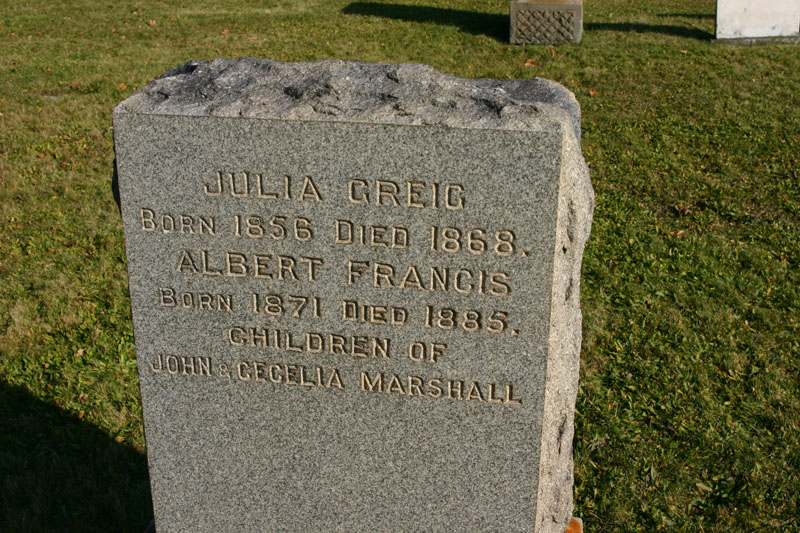 JULIA GREIG
BORN 1856 DIED 1868.
ALBERT FRANCIS
BORN 1871 DIED 1885.
CHILDREN OF
JOHN & CECELIA MARSHALL